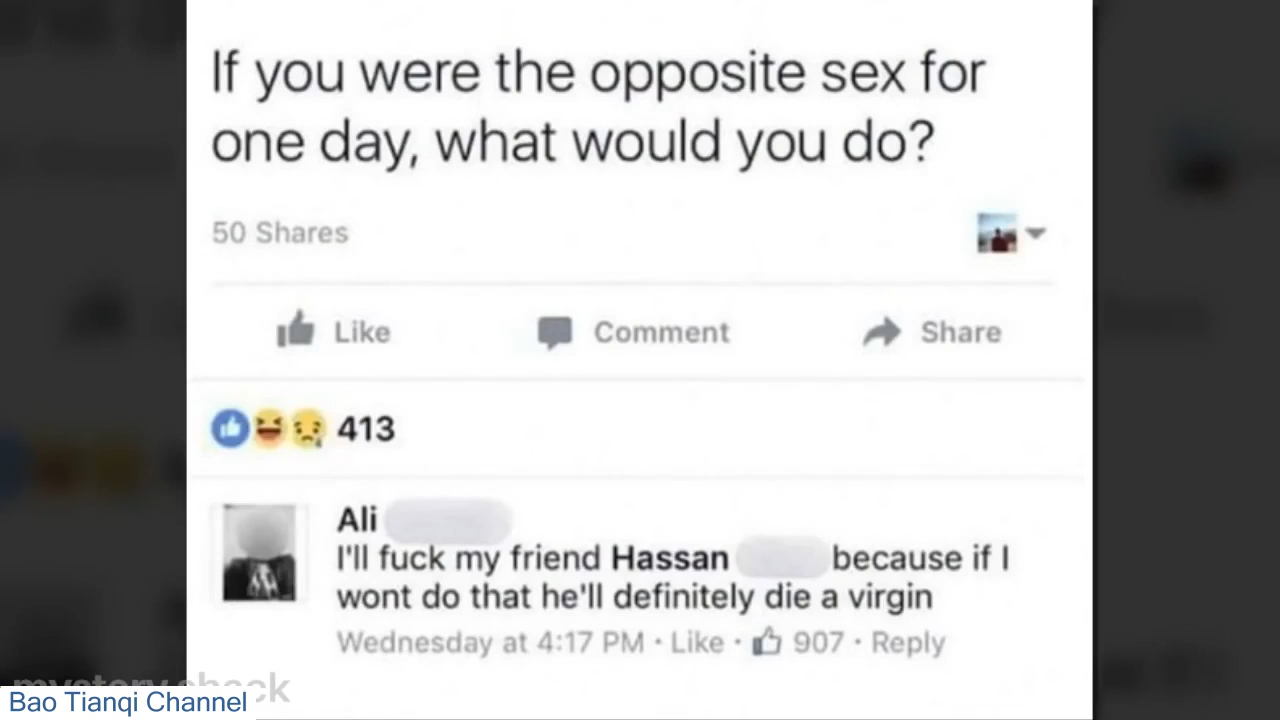 If you were the opposite sex for
one day, what would you do?
50 Shares
Like Comment Share
413
Ali
I'll fuck my friend Hassan because if I
wont do that he'll definitely die a virgin
Wednesday at 4:17 PM · Like · 907 · Reply
Bao Tianqi Channel